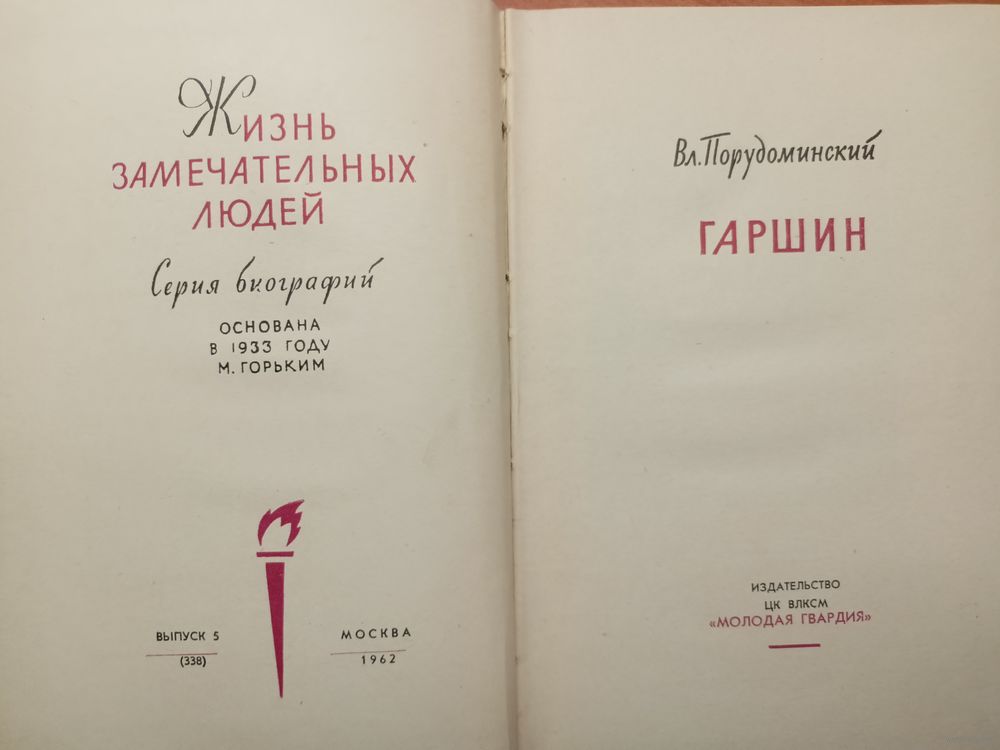 Жизнь
ЗАМЕЧАТЕЛЬНЫХ
ЛЮДЕЙ
Серия биографий
ОСНОВАНА
В 1933 ГОДУ
М. ГОРЬКИМ
ВЫПУСК 5
(338)
МОСКВА
1962
Вл. Порудоминский
ГАРШИН
ИЗДАТЕЛЬСТВО
ЦК ВЛКСМ
«МОЛОДАЯ ГВАРДИЯ»